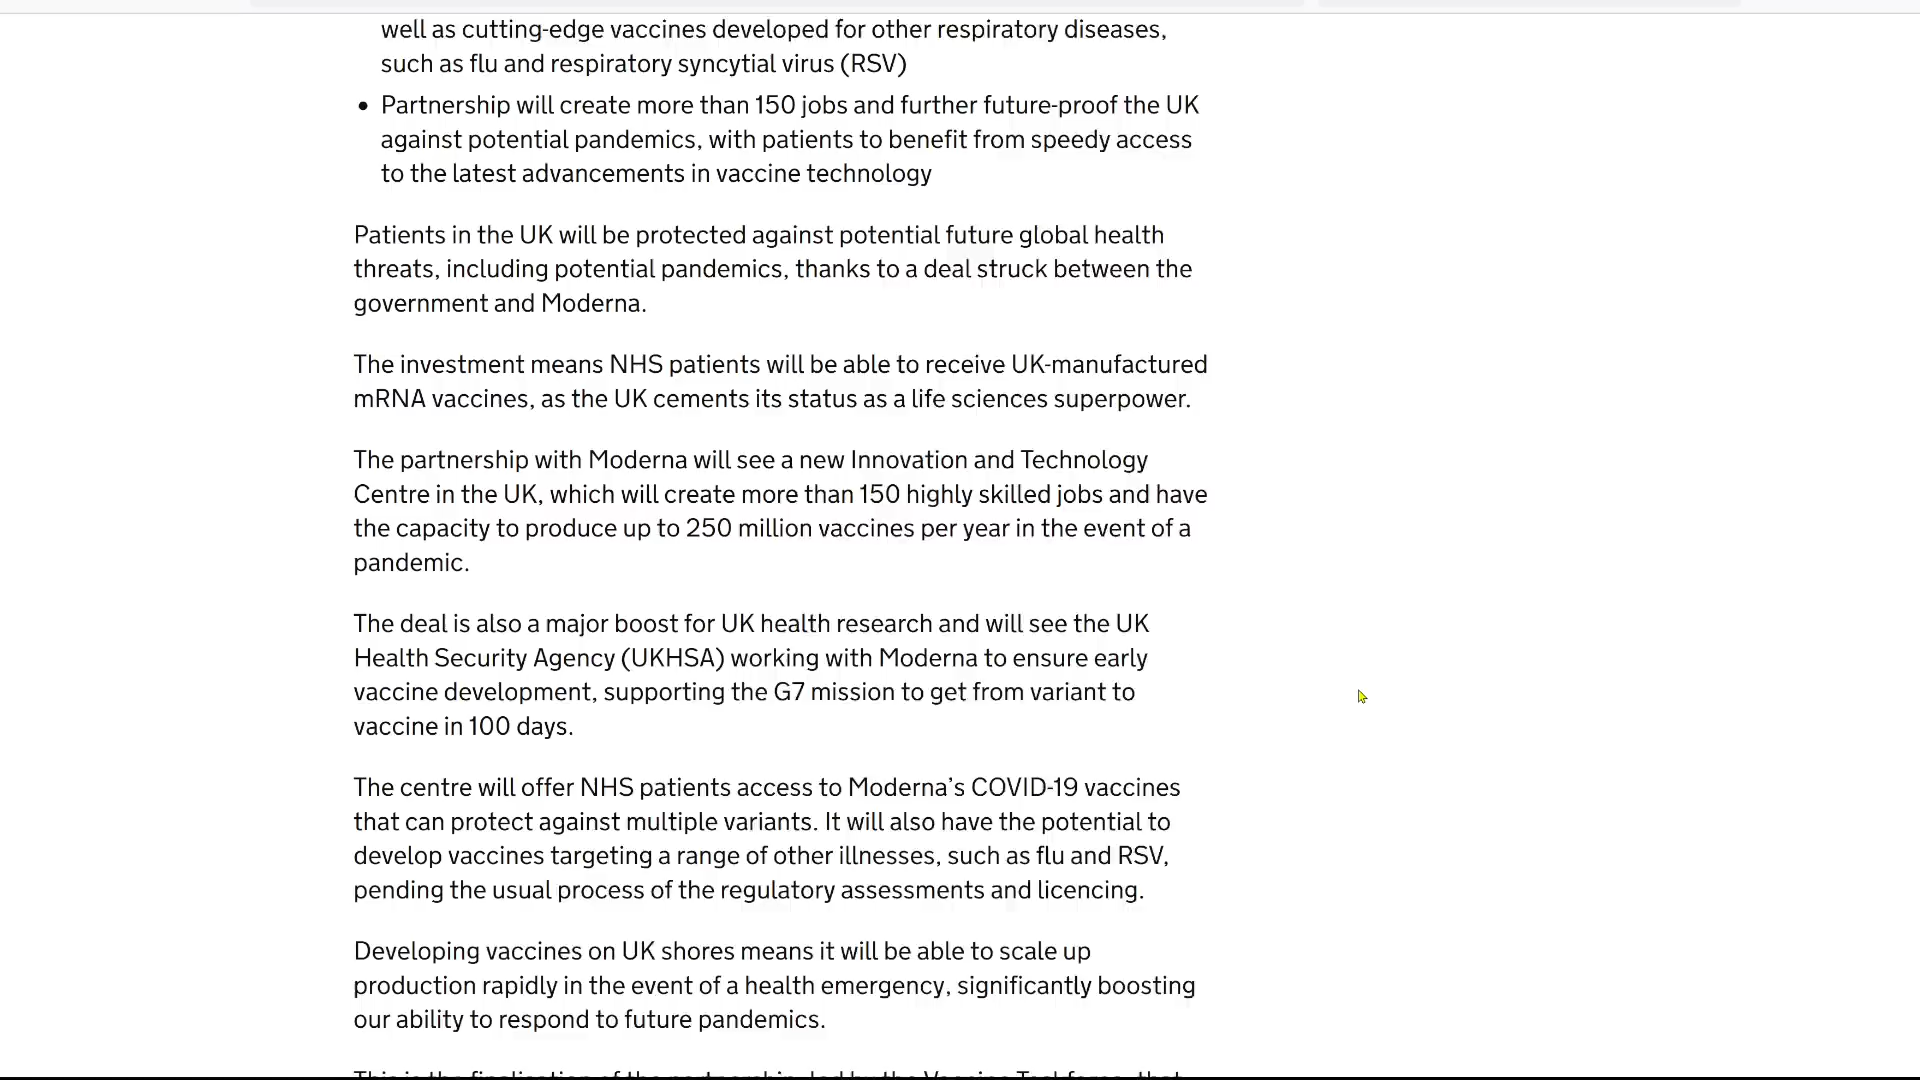 well as cutting-edge vaccines developed for other respiratory diseases,
such as flu and respiratory syncytial virus (RSV)
• Partnership will create more than 150 jobs and further future-proof the UK
against potential pandemics, with patients to benefit from speedy access
to the latest advancements in vaccine technology
Patients in the UK will be protected against potential future global health
threats, including potential pandemics, thanks to a deal struck between the
government and Moderna.
The investment means NHS patients will be able to receive UK-manufactured
mRNA vaccines, as the UK cements its status as a life sciences superpower.
The partnership with Moderna will see a new Innovation and Technology
Centre in the UK, which will create more than 150 highly skilled jobs and have
the capacity to produce up to 250 million vaccines per year in the event of a
pandemic.
The deal is also a major boost for UK health research and will see the UK
Health Security Agency (UKHSA) working with Moderna to ensure early
vaccine development, supporting the G7 mission to get from variant to
vaccine in 100 days.
The centre will offer NHS patients access to Moderna’s COVID-19 vaccines
that can protect against multiple variants. It will also have the potential to
develop vaccines targeting a range of other illnesses, such as flu and RSV,
pending the usual process of the regulatory assessments and licencing.
Developing vaccines on UK shores means it will be able to scale up
production rapidly in the event of a health emergency, significantly boosting
our ability to respond to future pandemics.
This is the finalisation of the partnership, led by the Vaccine Taskforce, that